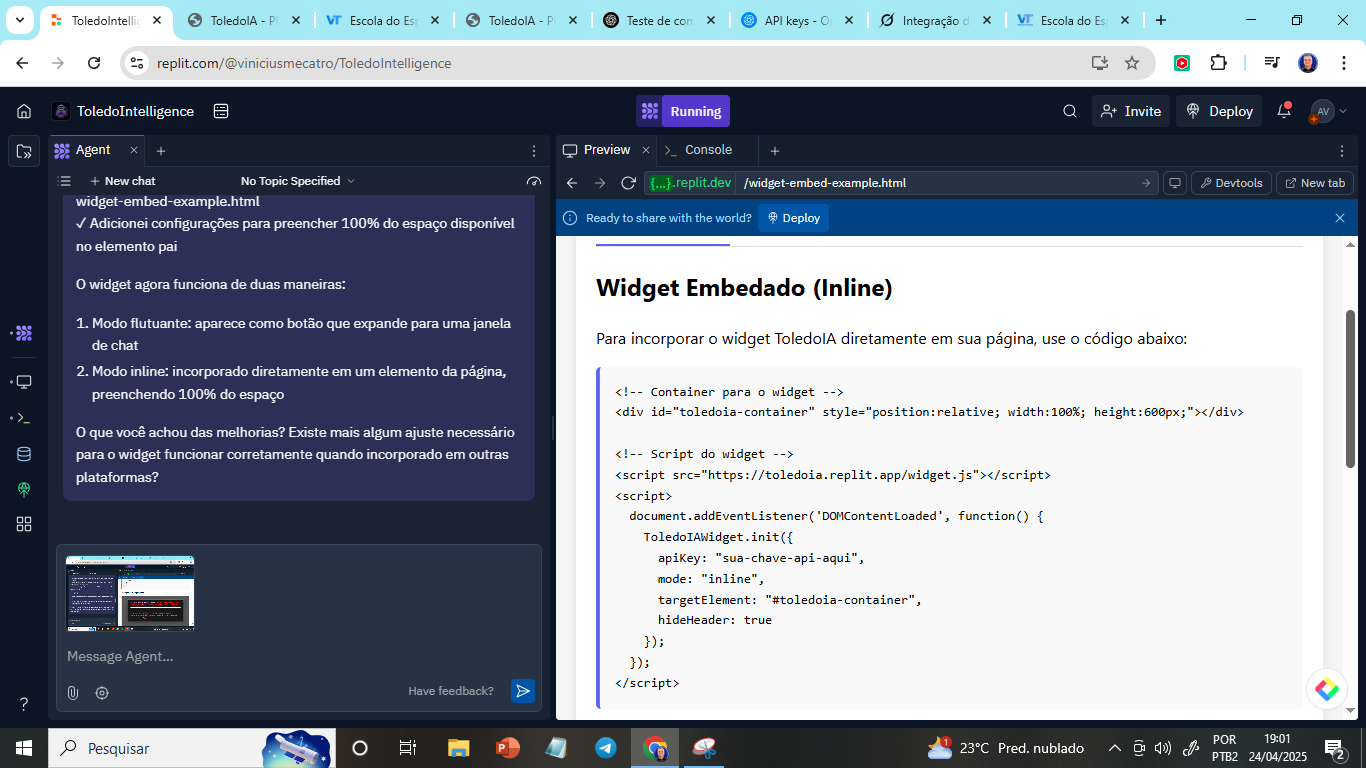 ToledoIntellig
ToledoIA - Pl
Escola do Esp
ToledoIA - Pl
Teste de com
API keys - Op
Integração d
Escola do Esp
replit.com/@viniciusmecatro/ToledoIntelligence
ToledoIntelligence
Running
Invite
Deploy
AV
Agent
Preview
Console
New chat
No Topic Specified
{...}.replit.dev
/widget-embed-example.html
Devtools
New tab
Ready to share with the world?
Deploy
widget-embed-example.html
✓ Adicionei configurações para preencher 100% do espaço disponível
no elemento pai
O widget agora funciona de duas maneiras:
1. Modo flutuante: aparece como botão que expande para uma janela
de chat
2. Modo inline: incorporado diretamente em um elemento da página,
preenchendo 100% do espaço
O que você achou das melhorias? Existe mais algum ajuste necessário
para o widget funcionar corretamente quando incorporado em outras
plataformas?
Message Agent...
Have feedback?
Widget Embedado (Inline)
Para incorporar o widget ToledoIA diretamente em sua página, use o código abaixo:
<!-- Container para o widget -->
<div id="toledoia-container" style="position:relative; width:100%; height:600px;"></div>
<!-- Script do widget -->
<script src="https://toledoia.replit.app/widget.js"></script>
<script>
document.addEventListener('DOMContentLoaded', function() {
ToledoIAWidget.init({
apiKey: "sua-chave-api-aqui",
mode: "inline",
targetElement: "#toledoia-container",
hideHeader: true
});
});
</script>
?
Pesquisar
1
23°C Pred. nublado
POR
PTB2
19:01
24/04/2025
2